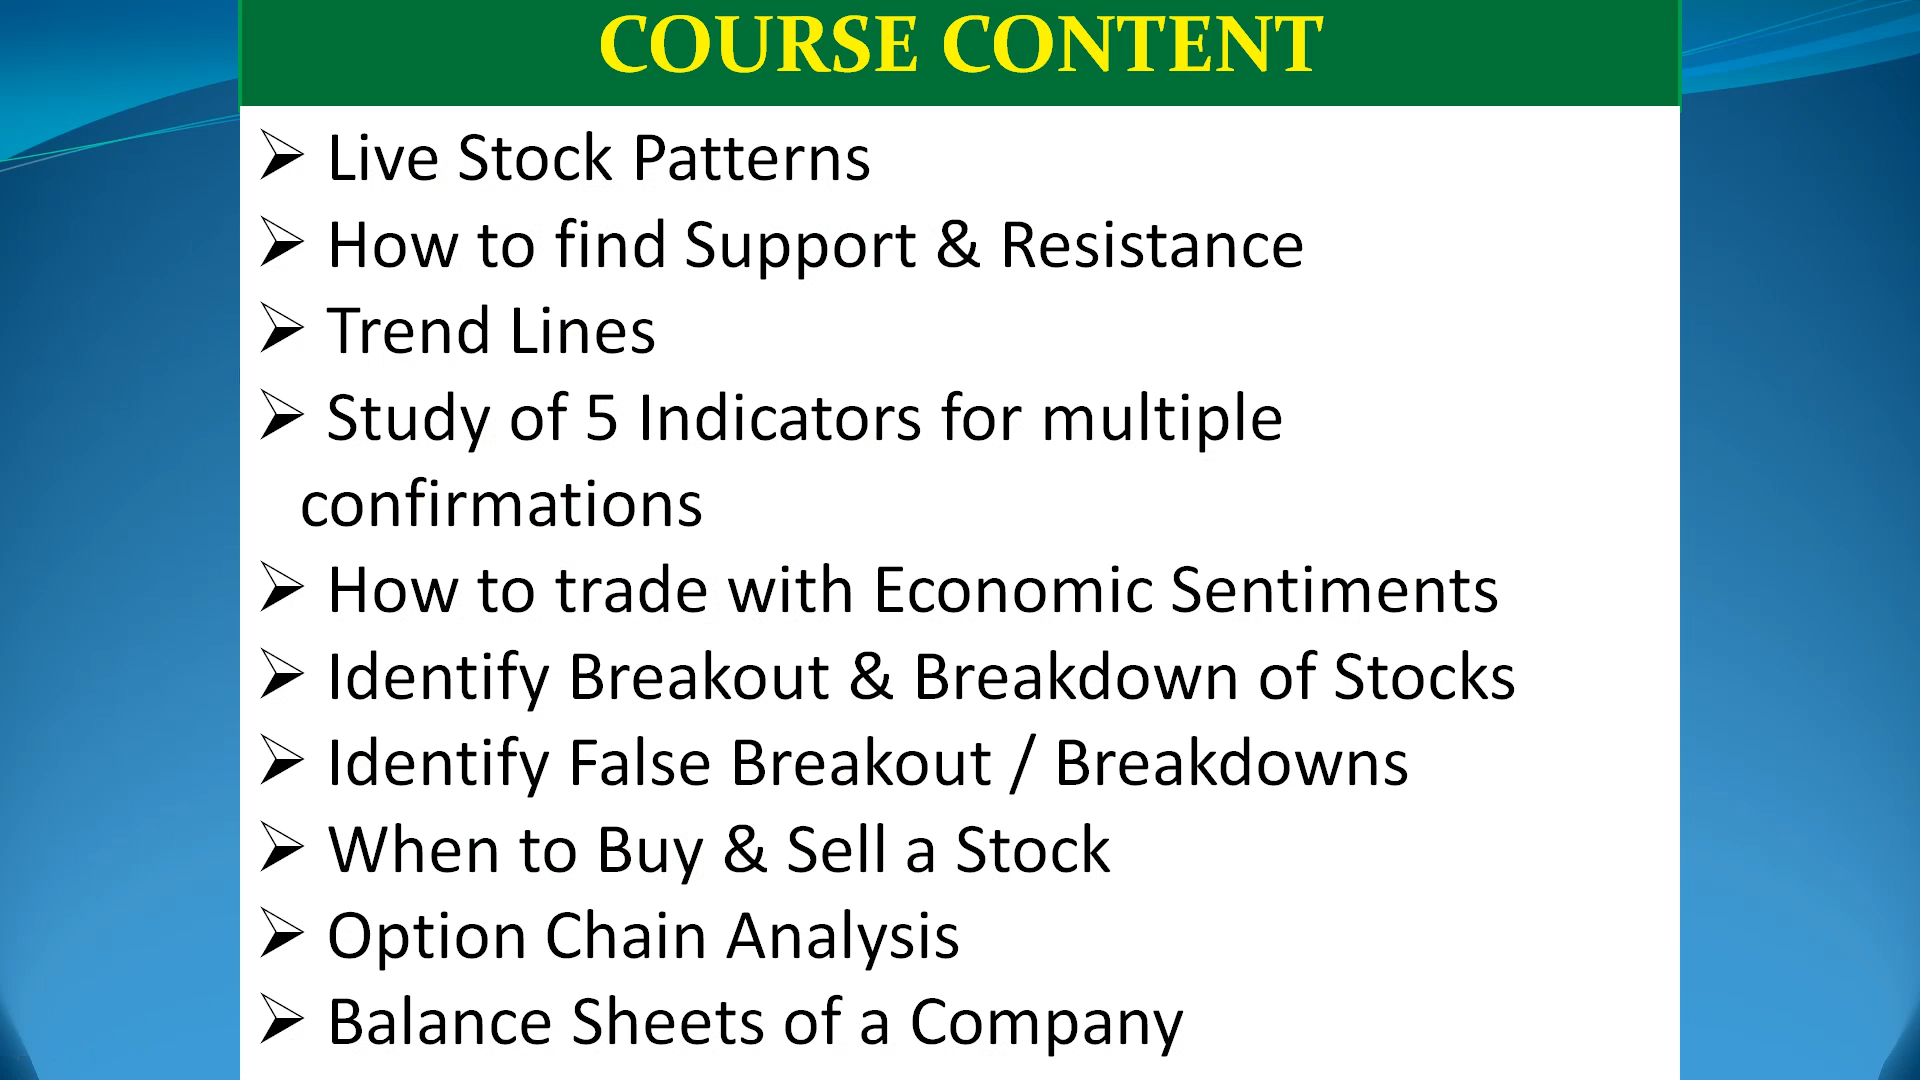 COURSE CONTENT
➢ Live Stock Patterns
➢ How to find Support & Resistance
➢ Trend Lines
➢ Study of 5 Indicators for multiple
confirmations
➢ How to trade with Economic Sentiments
➢ Identify Breakout & Breakdown of Stocks
➢ Identify False Breakout / Breakdowns
➢ When to Buy & Sell a Stock
➢ Option Chain Analysis
➢ Balance Sheets of a Company